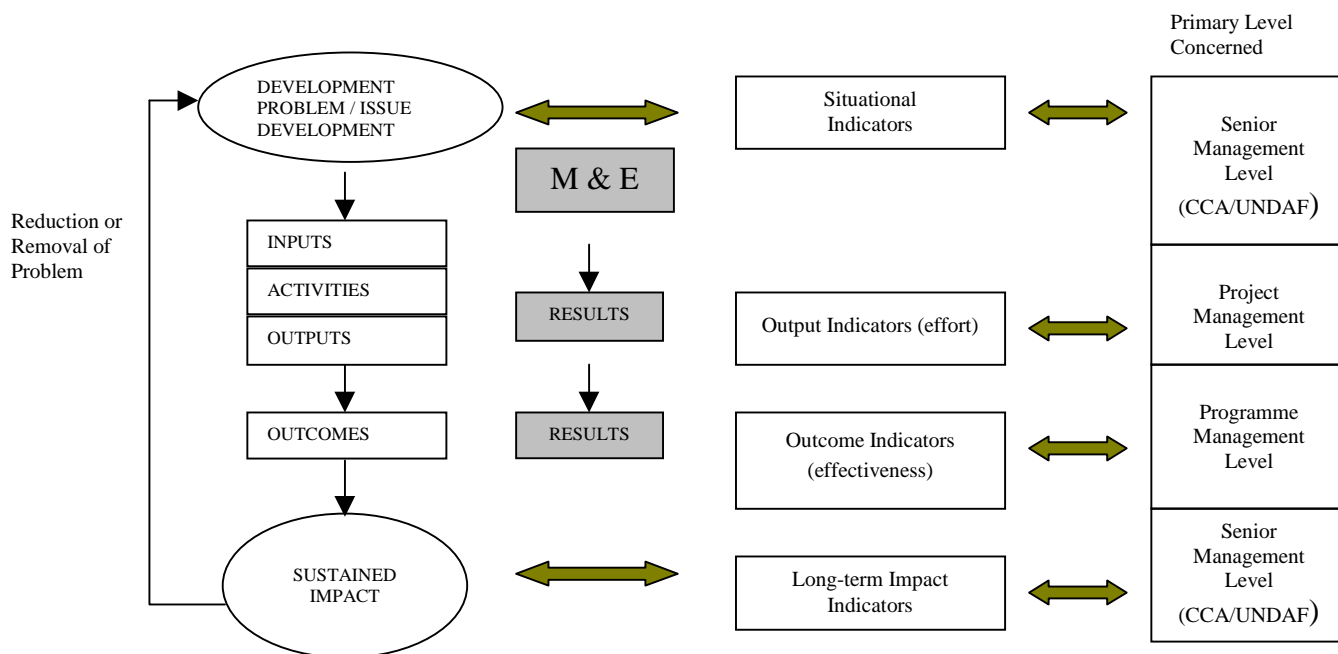 Primary Level
Concerned
DEVELOPMENT
PROBLEM / ISSUE
DEVELOPMENT
Situational
Indicators
Senior
Management
Level
(CCA/UNDAF)
M & E
Reduction or
Removal of
Problem
INPUTS
ACTIVITIES
OUTPUTS
RESULTS
Output Indicators (effort)
Project
Management
Level
OUTCOMES
RESULTS
Outcome Indicators
(effectiveness)
Programme
Management
Level
SUSTAINED
IMPACT
Long-term Impact
Indicators
Senior
Management
Level
(CCA/UNDAF)